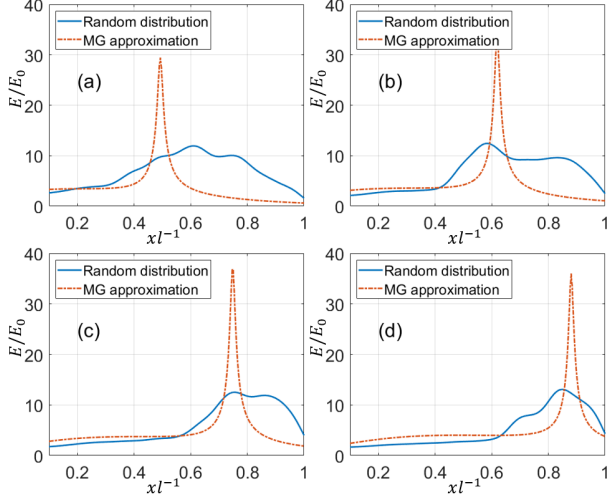 40
Random distribution
MG approximation
30
E/E₀
(a)
20
10
0
0.2 0.4 0.6 0.8 1
xl⁻¹
40
Random distribution
MG approximation
30
E/E₀
(b)
20
10
0
0.2 0.4 0.6 0.8 1
xl⁻¹
40
Random distribution
MG approximation
30
E/E₀
(c)
20
10
0
0.2 0.4 0.6 0.8 1
xl⁻¹
40
Random distribution
MG approximation
30
E/E₀
(d)
20
10
0
0.2 0.4 0.6 0.8 1
xl⁻¹